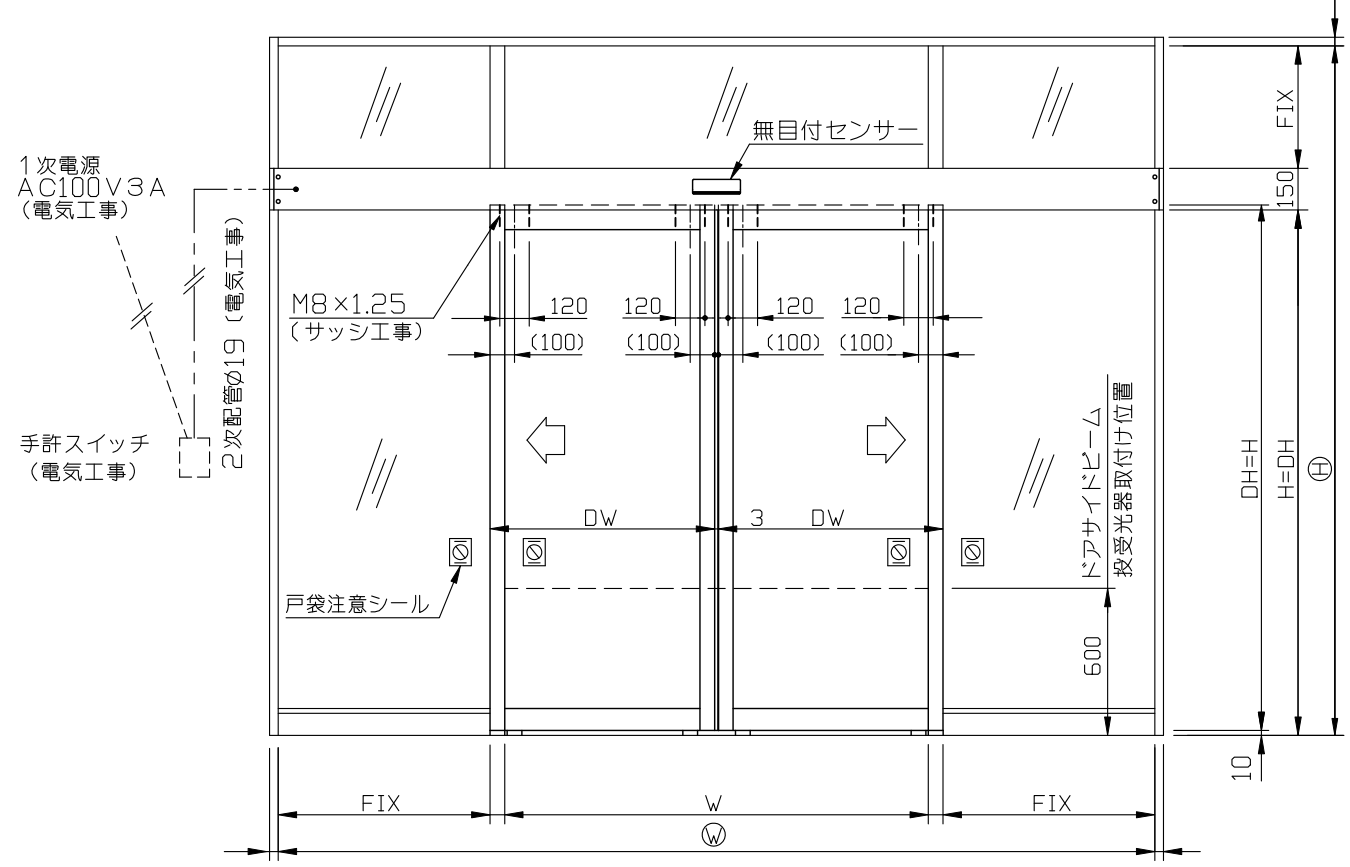 無目付センサー
FIX
1次電源
AC100V3A
(電気工事)
150
2次配管φ19 (電気工事)
M8×1.25
(サッシ工事)
120
120
120
120
(100)
(100)
(100)
(100)
手許スイッチ
(電気工事)
ドアサイドビーム
投受光器取付け位置
DH=H
H=DH
Ⓗ
DW
3
DW
戸袋注意シール
600
10
FIX
W
FIX
Ⓦ